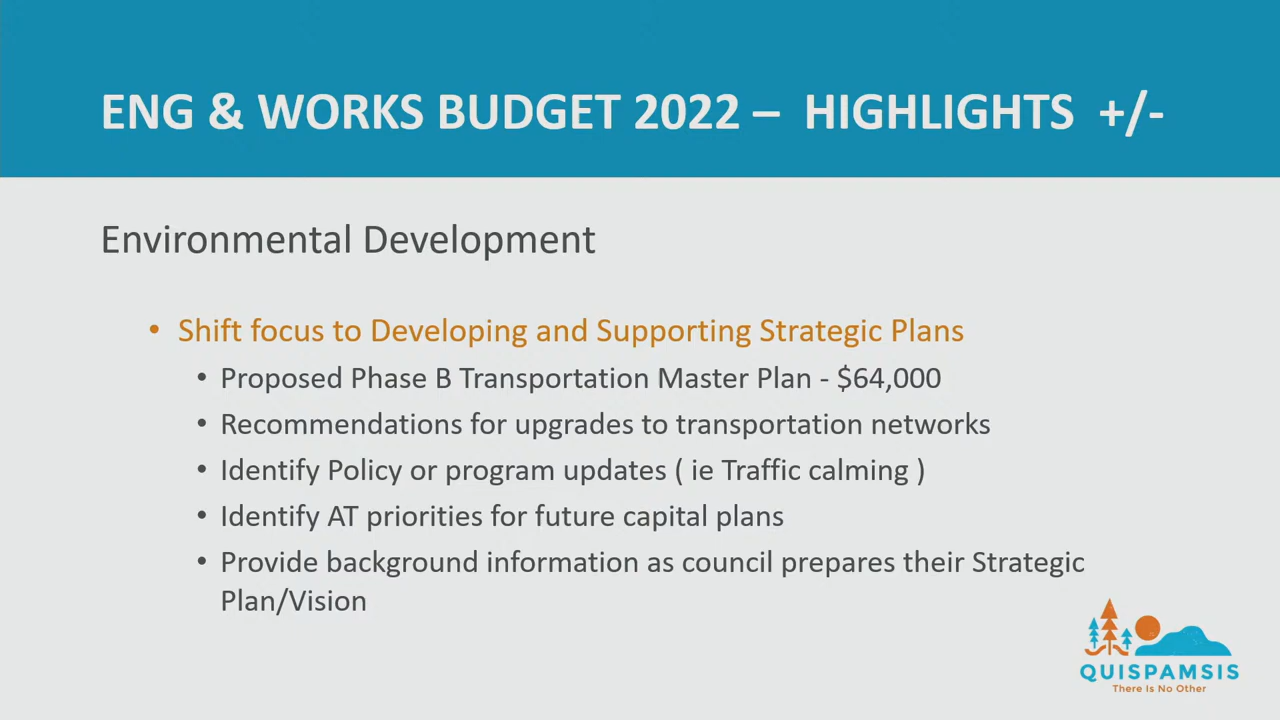 ENG & WORKS BUDGET 2022 – HIGHLIGHTS +/-
Environmental Development
• Shift focus to Developing and Supporting Strategic Plans
• Proposed Phase B Transportation Master Plan - $64,000
• Recommendations for upgrades to transportation networks
• Identify Policy or program updates ( ie Traffic calming )
• Identify AT priorities for future capital plans
• Provide background information as council prepares their Strategic
Plan/Vision
QUISPAMSIS
There Is No Other